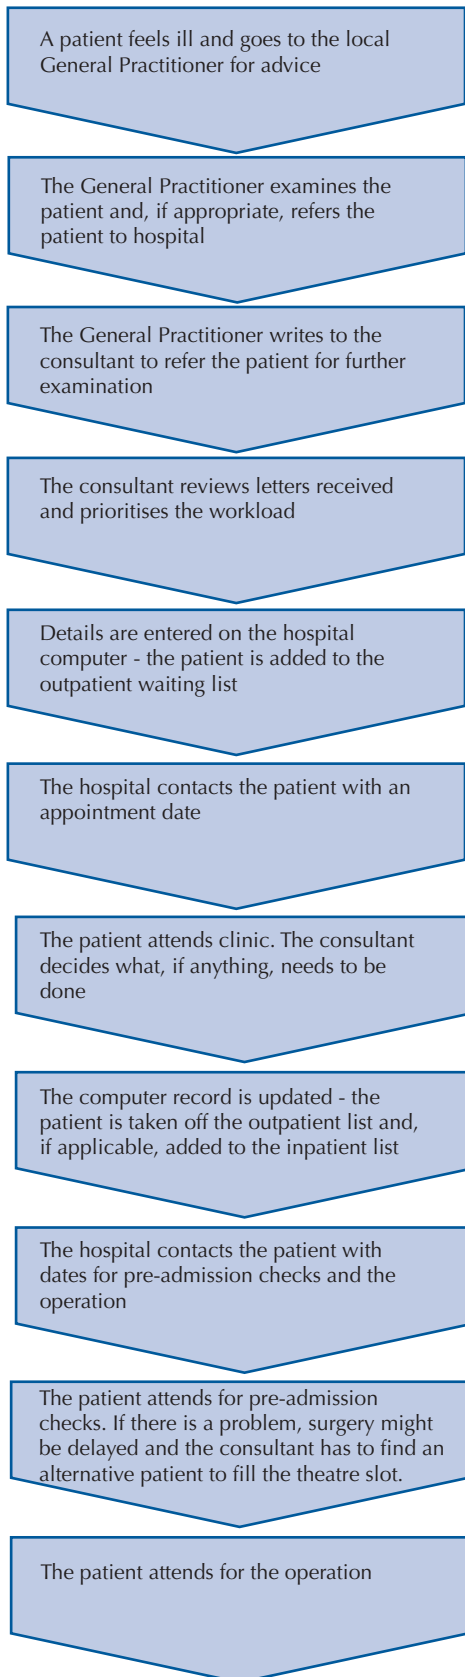 A patient feels ill and goes to the local
General Practitioner for advice
The General Practitioner examines the
patient and, if appropriate, refers the
patient to hospital
The General Practitioner writes to the
consultant to refer the patient for further
examination
The consultant reviews letters received
and prioritises the workload
Details are entered on the hospital
computer - the patient is added to the
outpatient waiting list
The hospital contacts the patient with an
appointment date
The patient attends clinic. The consultant
decides what, if anything, needs to be
done
The computer record is updated - the
patient is taken off the outpatient list and,
if applicable, added to the inpatient list
The hospital contacts the patient with
dates for pre-admission checks and the
operation
The patient attends for pre-admission
checks. If there is a problem, surgery might
be delayed and the consultant has to find an
alternative patient to fill the theatre slot.
The patient attends for the operation